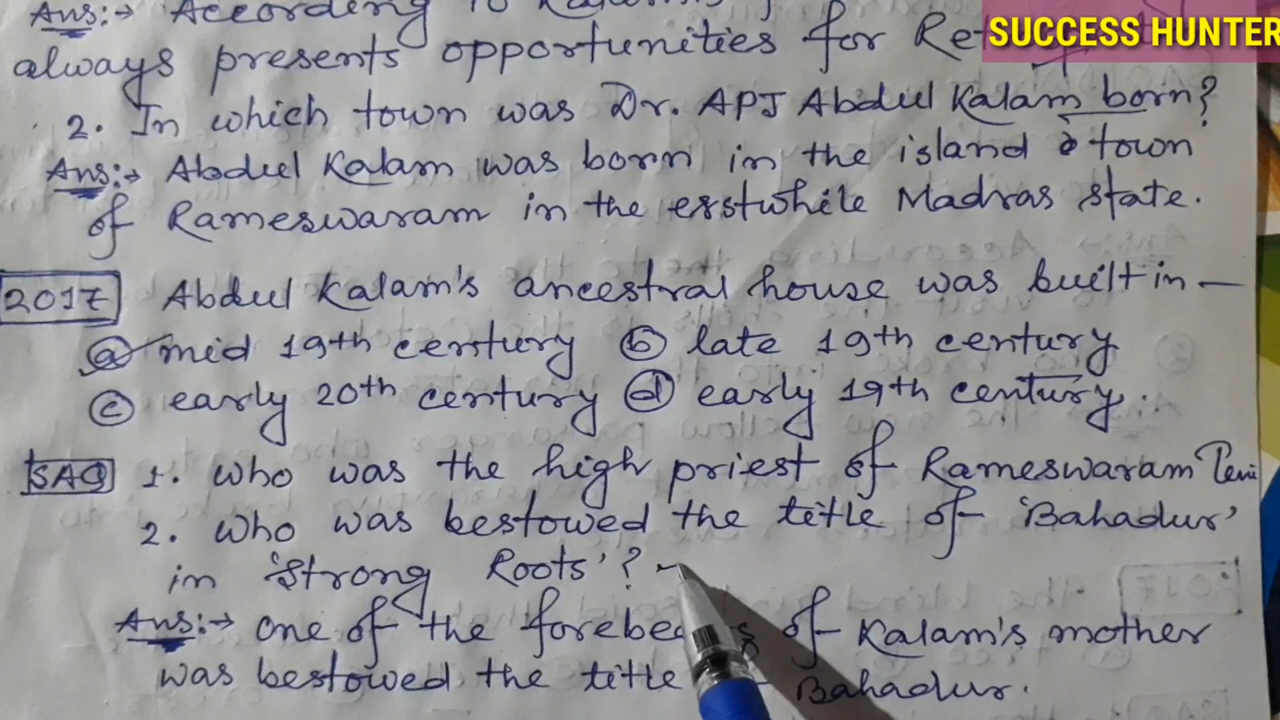 Ans:→ According to
SUCCESS HUNTER
always presents opportunities for
2. In which town was Dr. APJ Abdul Kalam born?
Ans:→ Abdul Kalam was born in the island town
of Rameswaram in the erstwhile Madras state.
2017 Abdul Kalam's ancestral house was built in —
(a) mid 19th century (b) late 19th century
(c) early 20th century (d) early 19th century.
SAQ 1. Who was the high priest of Rameswaram
2. Who was bestowed the title of 'Bahadur'
in 'Strong Roots'?
Ans:→ One of the of Kalam's mother
was bestowed the title Bahadur.